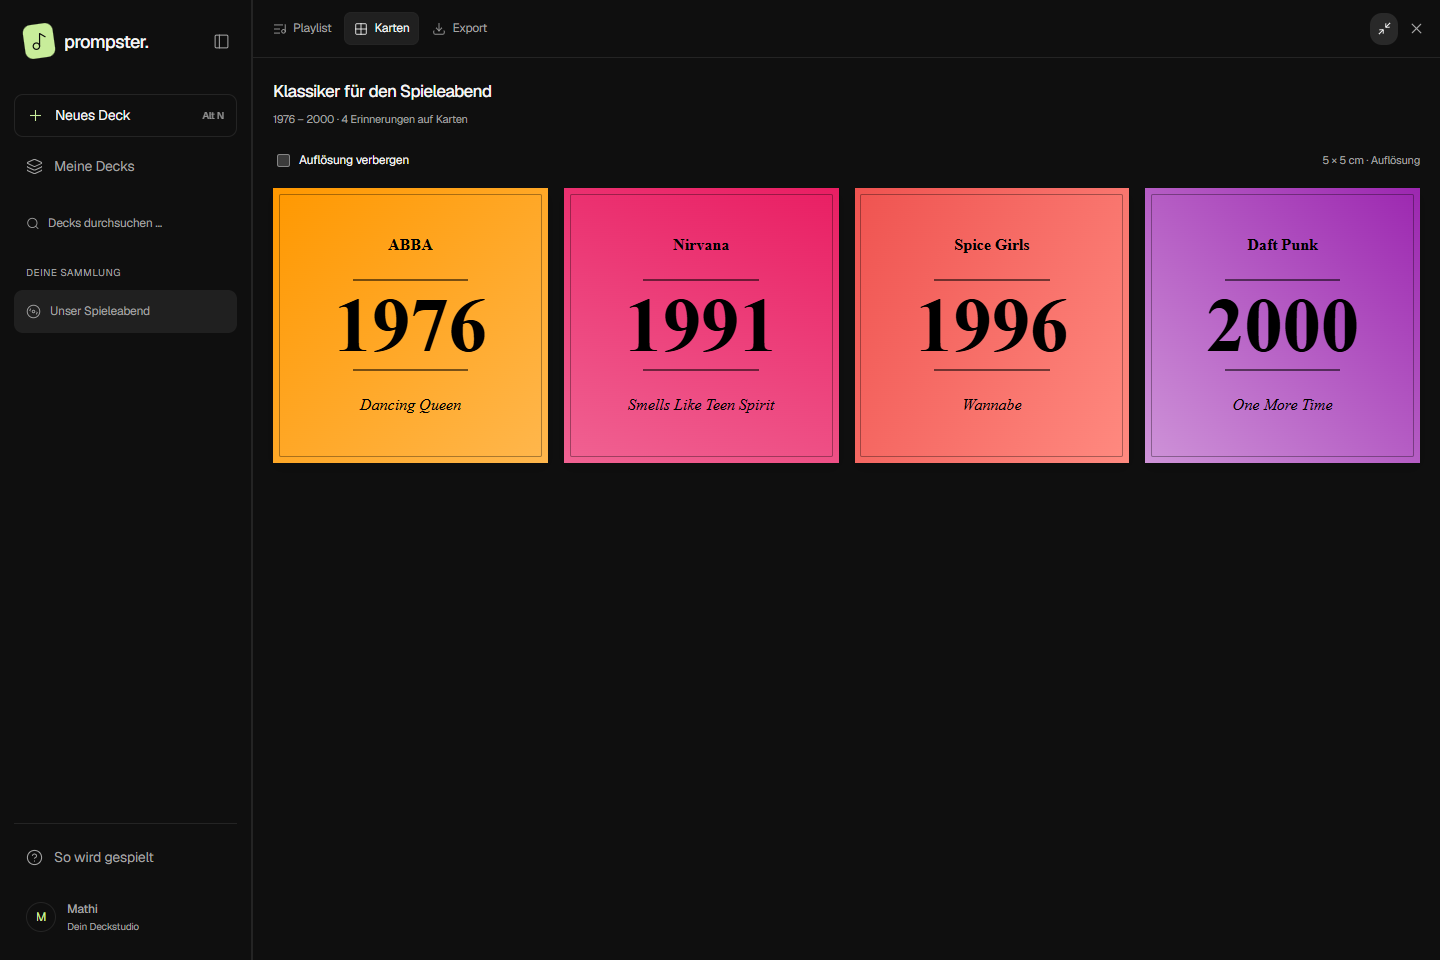 prompster.
Neues Deck
Alt N
Meine Decks
Decks durchsuchen ...
DEINE SAMMLUNG
Unser Spieleabend
So wird gespielt
M
Mathi
Dein Deckstudio
Playlist
Karten
Export
Klassiker für den Spieleabend
1976 – 2000 · 4 Erinnerungen auf Karten
Auflösung verbergen
5 × 5 cm · Auflösung
ABBA
1976
Dancing Queen
Nirvana
1991
Smells Like Teen Spirit
Spice Girls
1996
Wannabe
Daft Punk
2000
One More Time